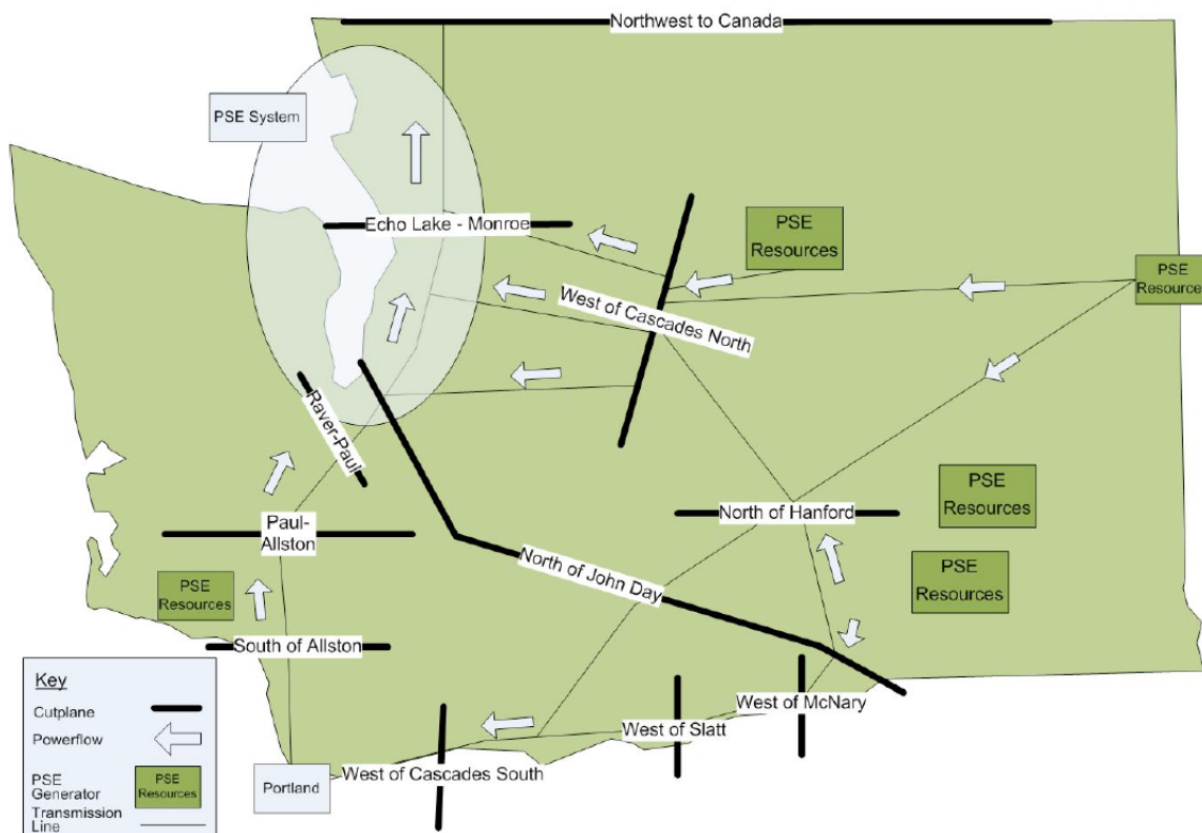 Northwest to Canada
PSE System
Echo Lake - Monroe
PSE
Resources
PSE
Resource
West of Cascades North
Raver-Paul
Paul-
Allston
North of Hanford
PSE
Resources
PSE
Resources
North of John Day
PSE
Resources
South of Allston
West of McNary
West of Slatt
West of Cascades South
Portland
Key
Cutplane
Powerflow
PSE
Generator
PSE
Resources
Transmission
Line